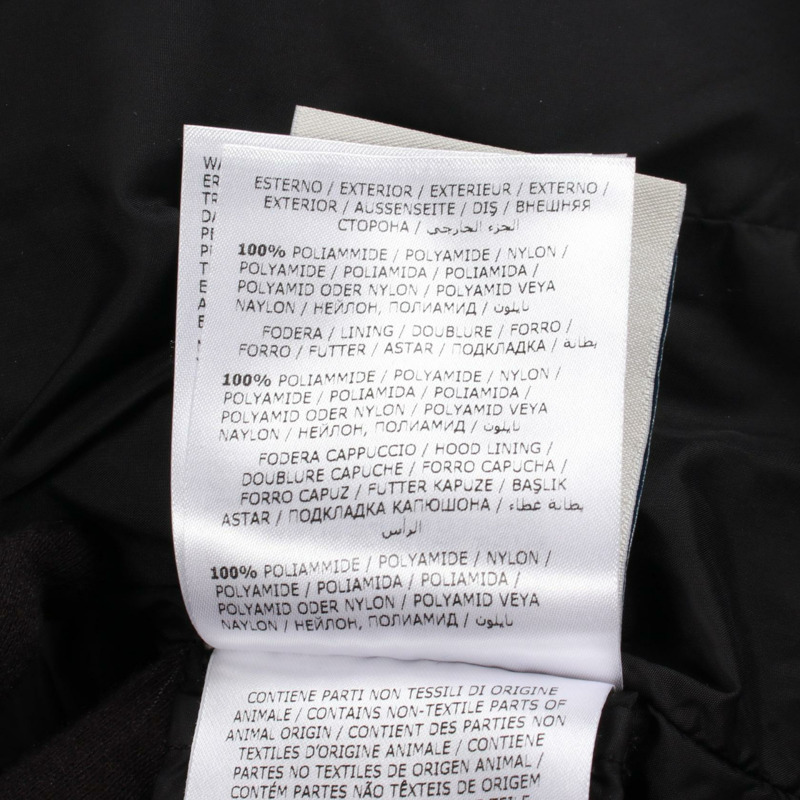 ESTERNO / EXTERIOR / EXTERIEUR / EXTERNO /
EXTERIOR / AUSSENSEITE / DIŞ / ВНЕШНЯЯ
СТОРОНА / الجزء الخارجي
100% POLIAMMIDE / POLYAMIDE / NYLON /
POLYAMIDE / POLIAMIDA / POLIAMIDA /
POLYAMID ODER NYLON / POLYAMID VEYA
NAYLON / НЕЙЛОН, ПОЛИАМИД / نايلون
FODERA / LINING / DOUBLURE / FORRO /
FORRO / FUTTER / ASTAR / ПОДКЛАДКА / بطانة
100% POLIAMMIDE / POLYAMIDE / NYLON /
POLYAMIDE / POLIAMIDA / POLIAMIDA /
POLYAMID ODER NYLON / POLYAMID VEYA
NAYLON / НЕЙЛОН, ПОЛИАМИД / نايلون
FODERA CAPPUCCIO / HOOD LINING /
DOUBLURE CAPUCHE / FORRO CAPUCHA /
FORRO CAPUZ / FUTTER KAPUZE / BAŞLIK
ASTAR / ПОДКЛАДКА КАПЮШОНА / بطانة غطاء
الرأس
100% POLIAMMIDE / POLYAMIDE / NYLON /
POLYAMIDE / POLIAMIDA / POLIAMIDA /
POLYAMID ODER NYLON / POLYAMID VEYA
NAYLON / НЕЙЛОН, ПОЛИАМИД / نايلون
CONTIENE PARTI NON TESSILI DI ORIGINE
ANIMALE / CONTAINS NON-TEXTILE PARTS OF
ANIMAL ORIGIN / CONTIENT DES PARTIES NON
TEXTILES D'ORIGINE ANIMALE / CONTIENE
PARTES NO TEXTILES DE ORIGEN ANIMAL /
CONTÉM PARTES NÃO TÊXTEIS DE ORIGEM